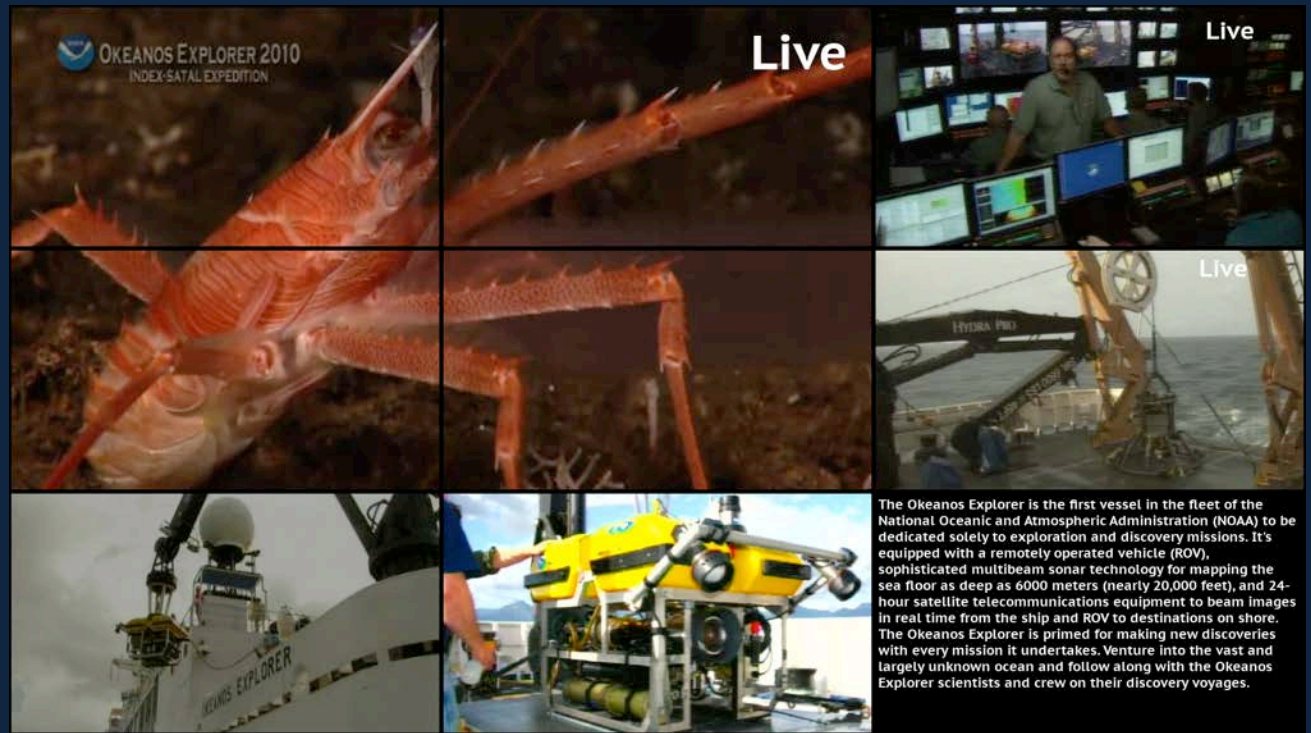 OKEANOS EXPLORER 2010
INDEX-SATAL EXPEDITION
Live
Live
Live
HYDRA PRO
OKEANOS EXPLORER
The Okeanos Explorer is the first vessel in the fleet of the
National Oceanic and Atmospheric Administration (NOAA) to be
dedicated solely to exploration and discovery missions. It's
equipped with a remotely operated vehicle (ROV),
sophisticated multibeam sonar technology for mapping the
sea floor as deep as 6000 meters (nearly 20,000 feet), and 24-
hour satellite telecommunications equipment to beam images
in real time from the ship and ROV to destinations on shore.
The Okeanos Explorer is primed for making new discoveries
with every mission it undertakes. Venture into the vast and
largely unknown ocean and follow along with the Okeanos
Explorer scientists and crew on their discovery voyages.